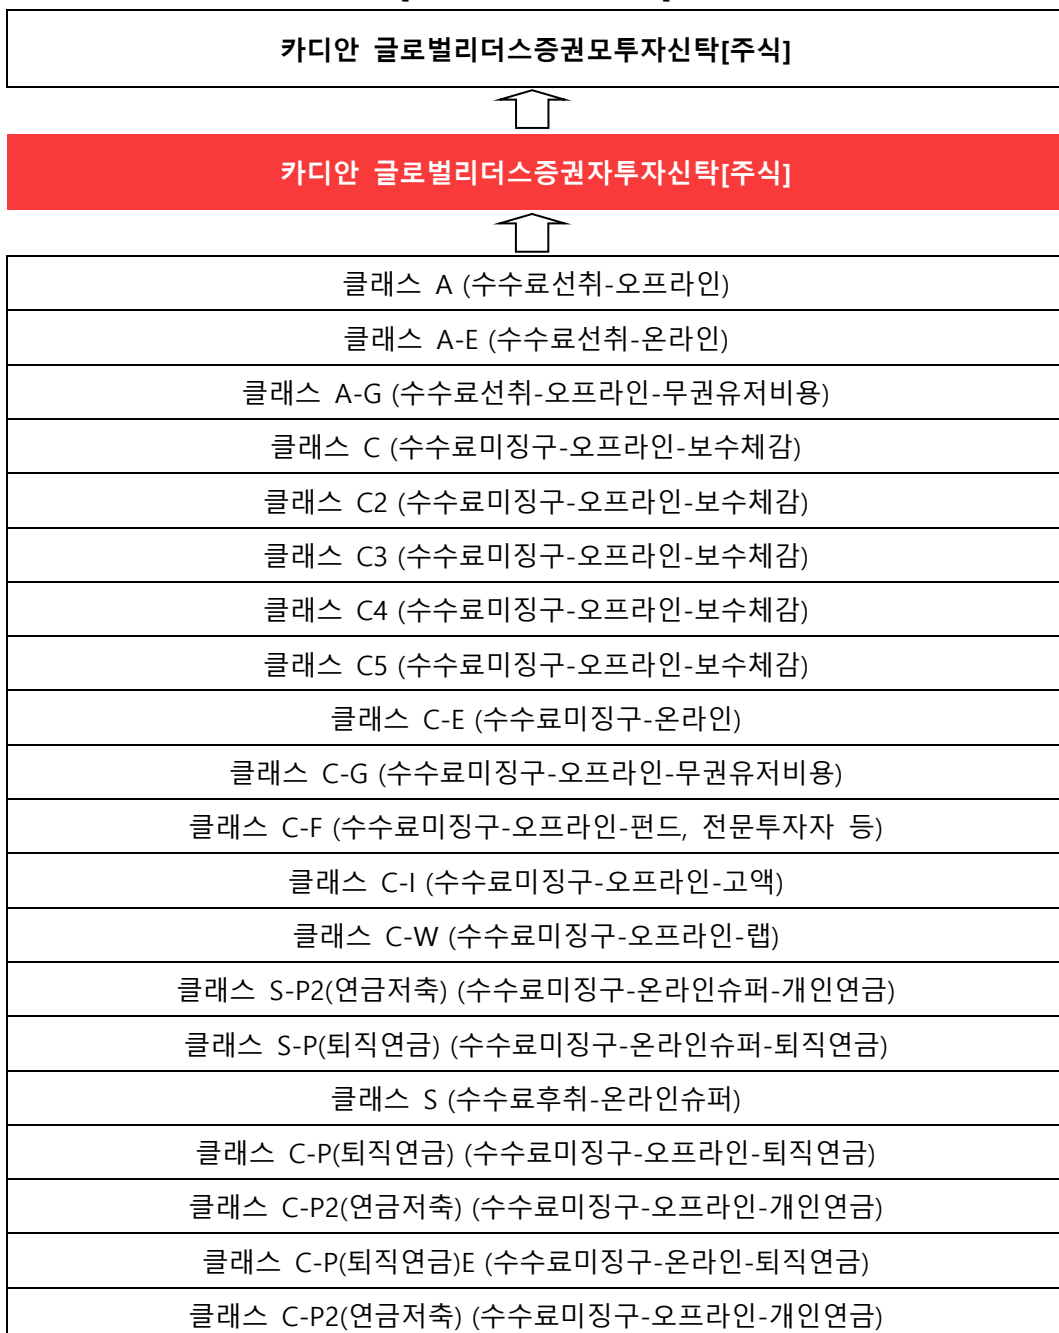 카디안 글로벌리더스증권모투자신탁[주식]
카디안 글로벌리더스증권자투자신탁[주식]
클래스 A (수수료선취-오프라인)
클래스 A-E (수수료선취-온라인)
클래스 A-G (수수료선취-오프라인-무권유저비용)
클래스 C (수수료미징구-오프라인-보수체감)
클래스 C2 (수수료미징구-오프라인-보수체감)
클래스 C3 (수수료미징구-오프라인-보수체감)
클래스 C4 (수수료미징구-오프라인-보수체감)
클래스 C5 (수수료미징구-오프라인-보수체감)
클래스 C-E (수수료미징구-온라인)
클래스 C-G (수수료미징구-오프라인-무권유저비용)
클래스 C-F (수수료미징구-오프라인-펀드, 전문투자자 등)
클래스 C-I (수수료미징구-오프라인-고액)
클래스 C-W (수수료미징구-오프라인-랩)
클래스 S-P2(연금저축) (수수료미징구-온라인슈퍼-개인연금)
클래스 S-P(퇴직연금) (수수료미징구-온라인슈퍼-퇴직연금)
클래스 S (수수료후취-온라인슈퍼)
클래스 C-P(퇴직연금) (수수료미징구-오프라인-퇴직연금)
클래스 C-P2(연금저축) (수수료미징구-오프라인-개인연금)
클래스 C-P(퇴직연금)E (수수료미징구-온라인-퇴직연금)
클래스 C-P2(연금저축) (수수료미징구-오프라인-개인연금)